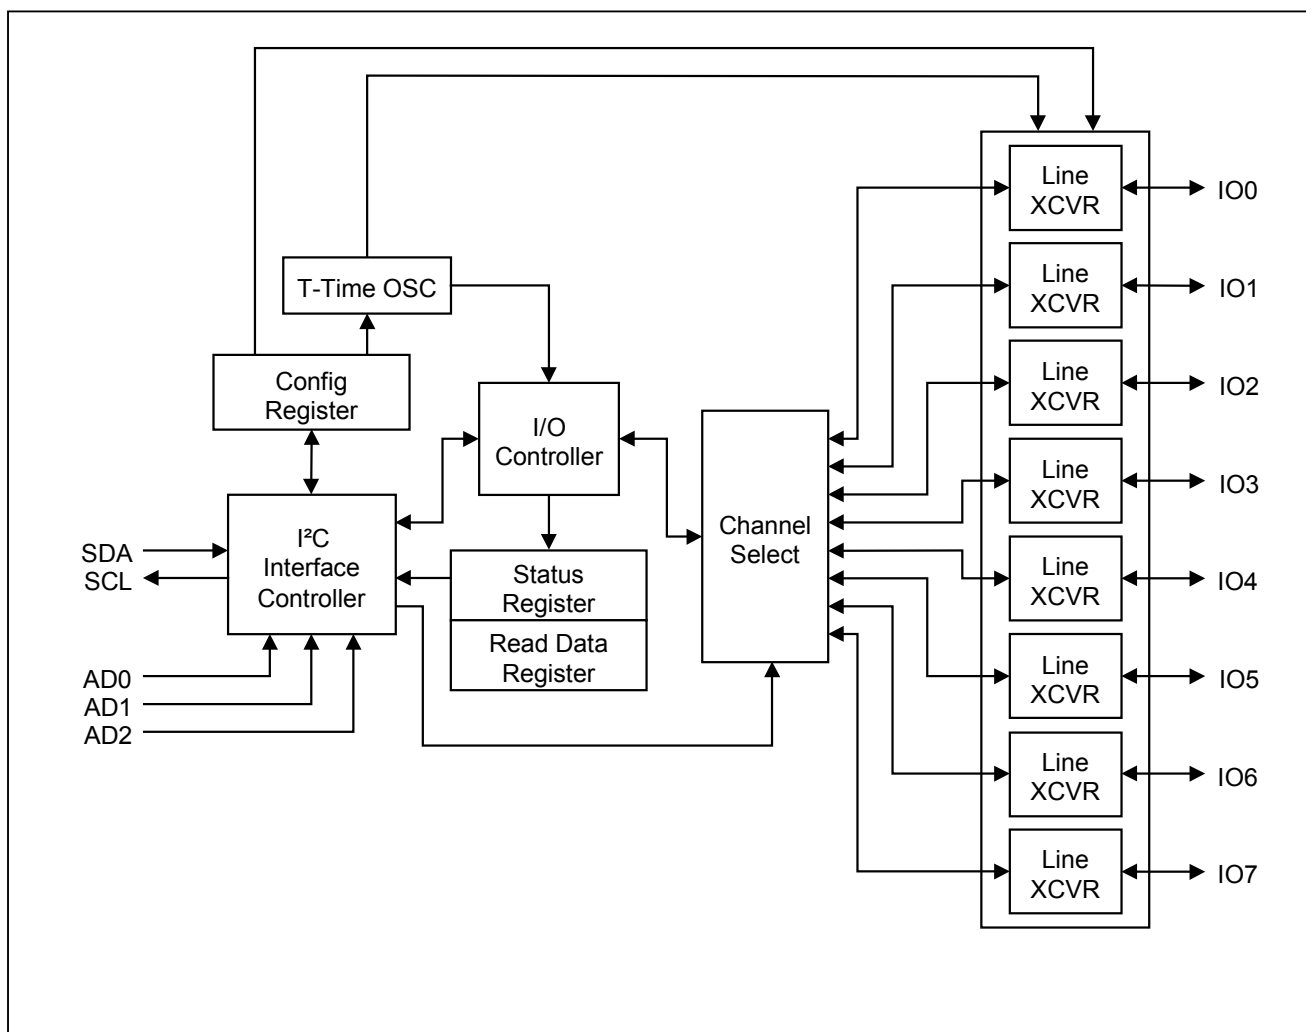 Line
XCVR
IO0
Line
XCVR
IO1
T-Time OSC
Line
XCVR
IO2
Config
Register
I/O
Controller
Line
XCVR
IO3
Channel
Select
I²C
Interface
Controller
SDA
SCL
Status
Register
Line
XCVR
IO4
Read Data
Register
Line
XCVR
IO5
AD0
AD1
AD2
Line
XCVR
IO6
Line
XCVR
IO7